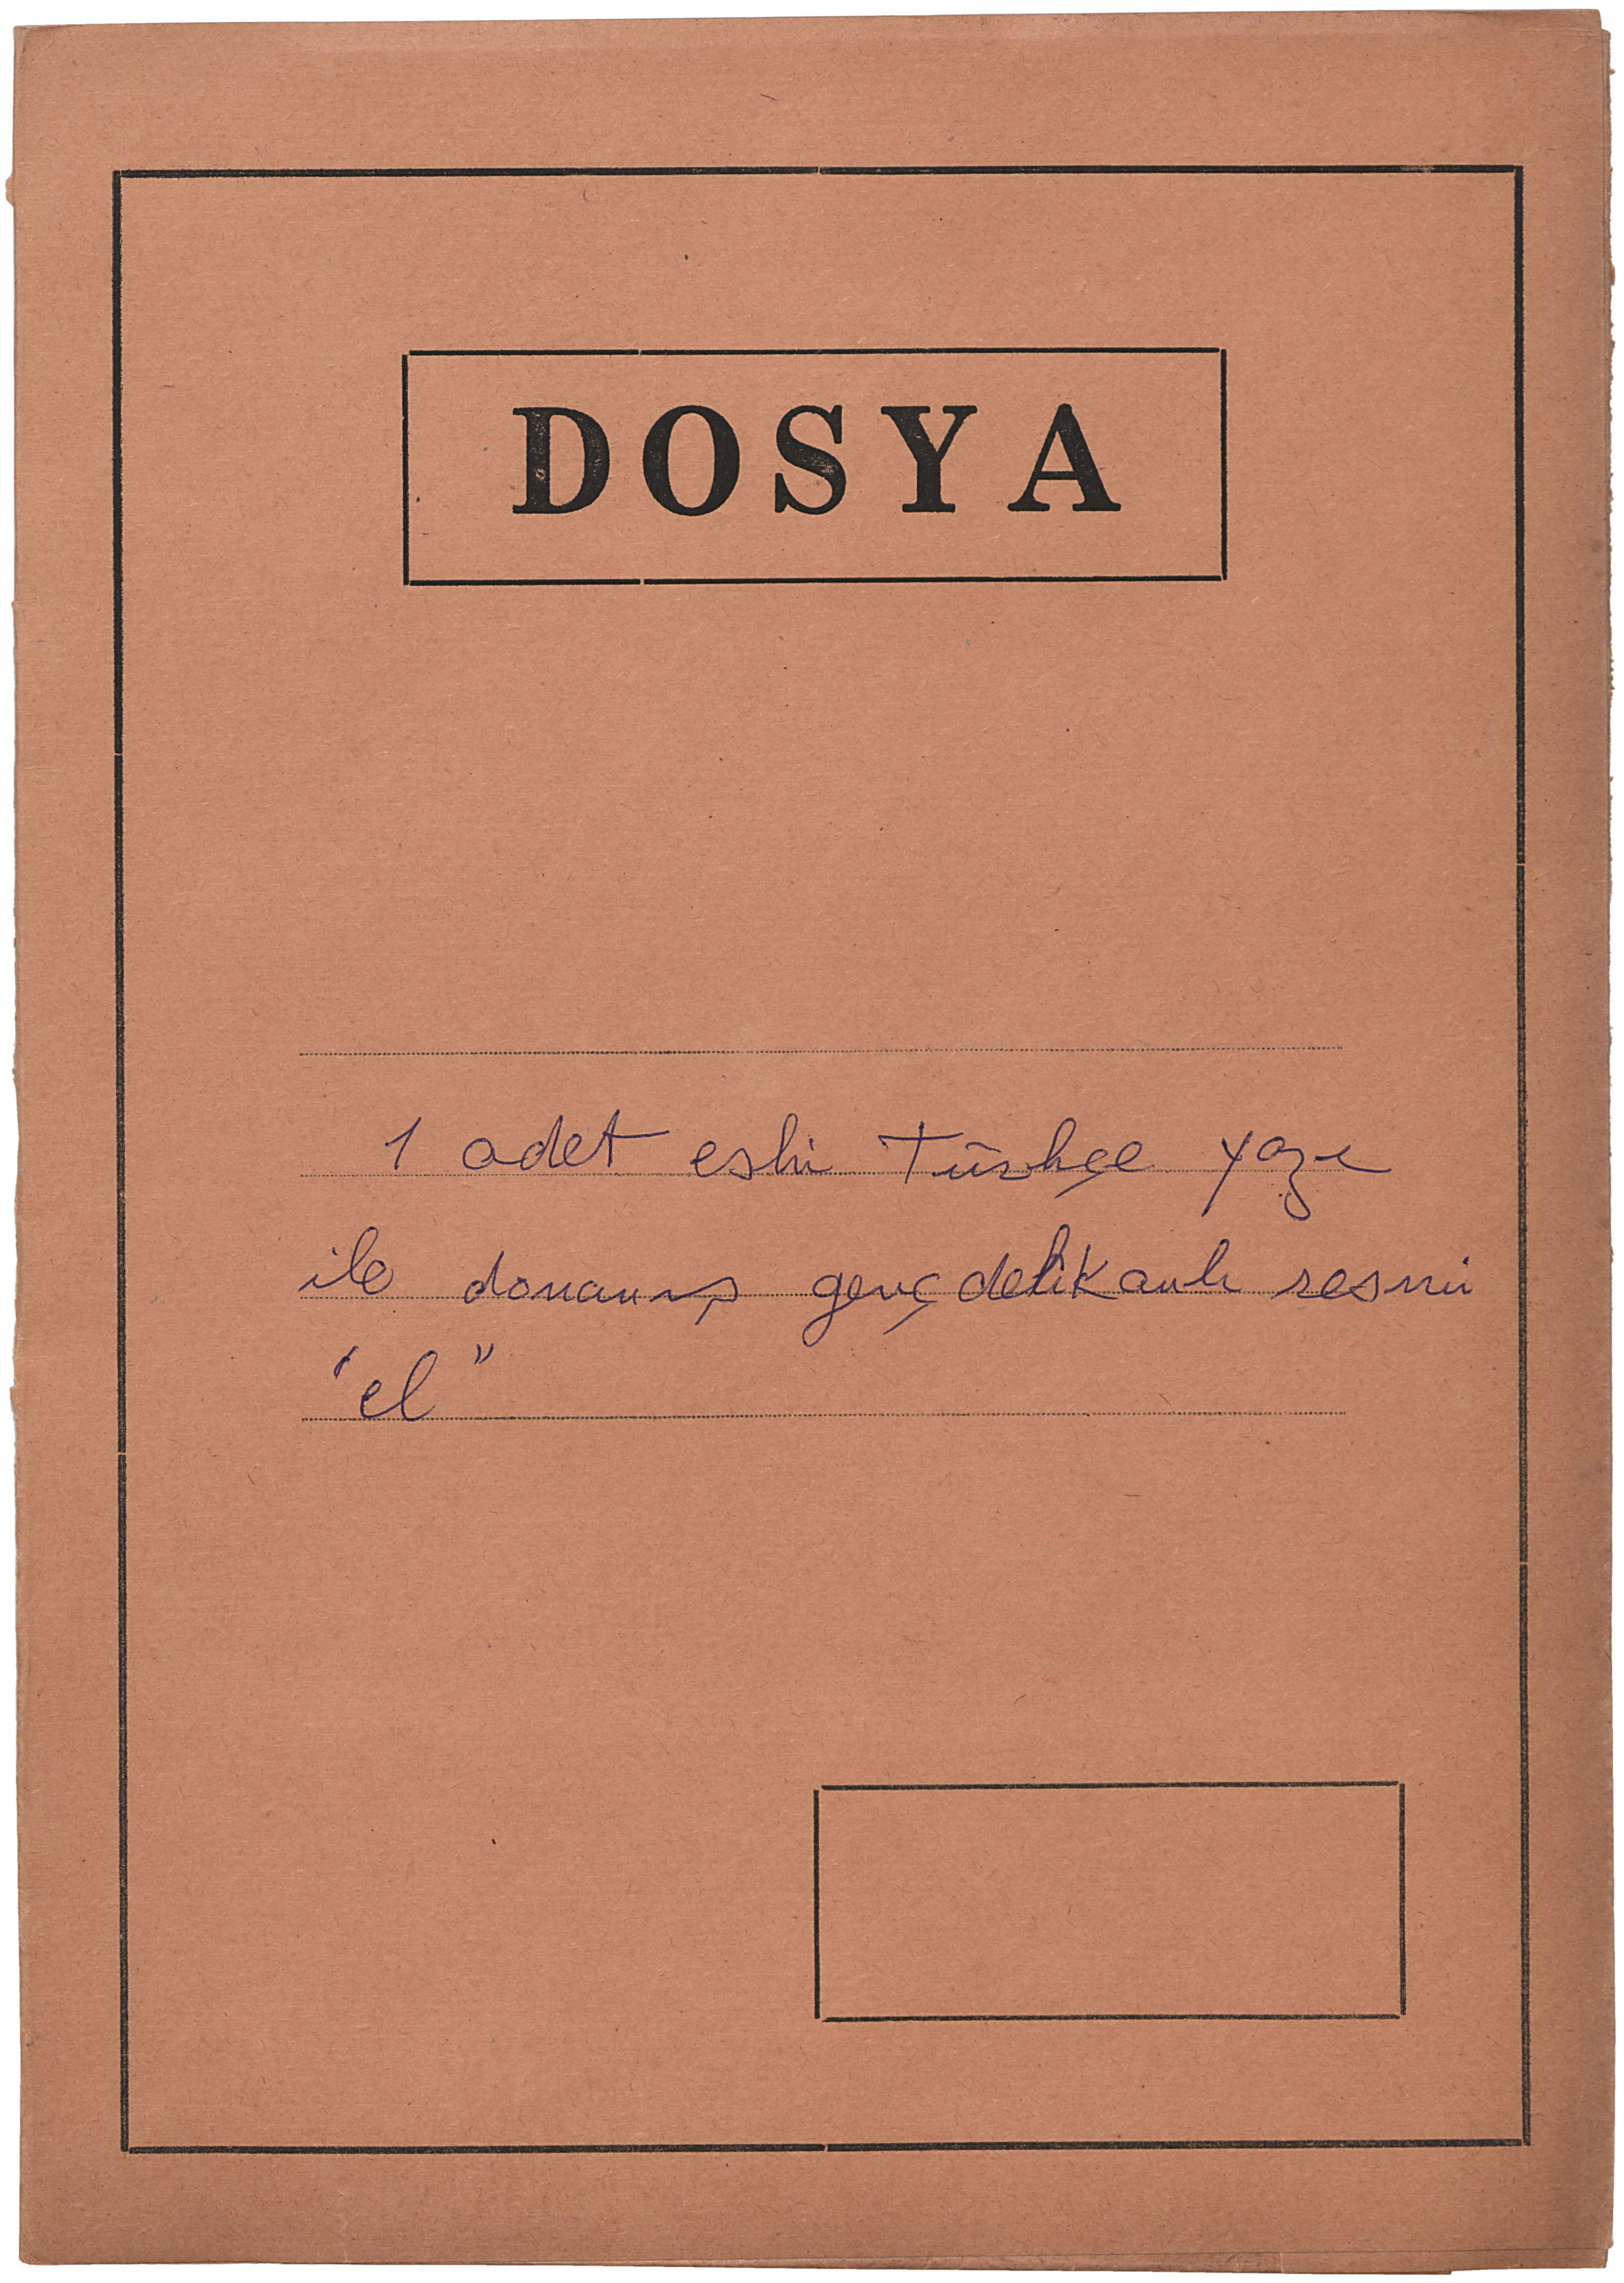 DOSYA
1 adet eski Türkçe yazı
ile donanmış genç delikanlı resmi
"el"